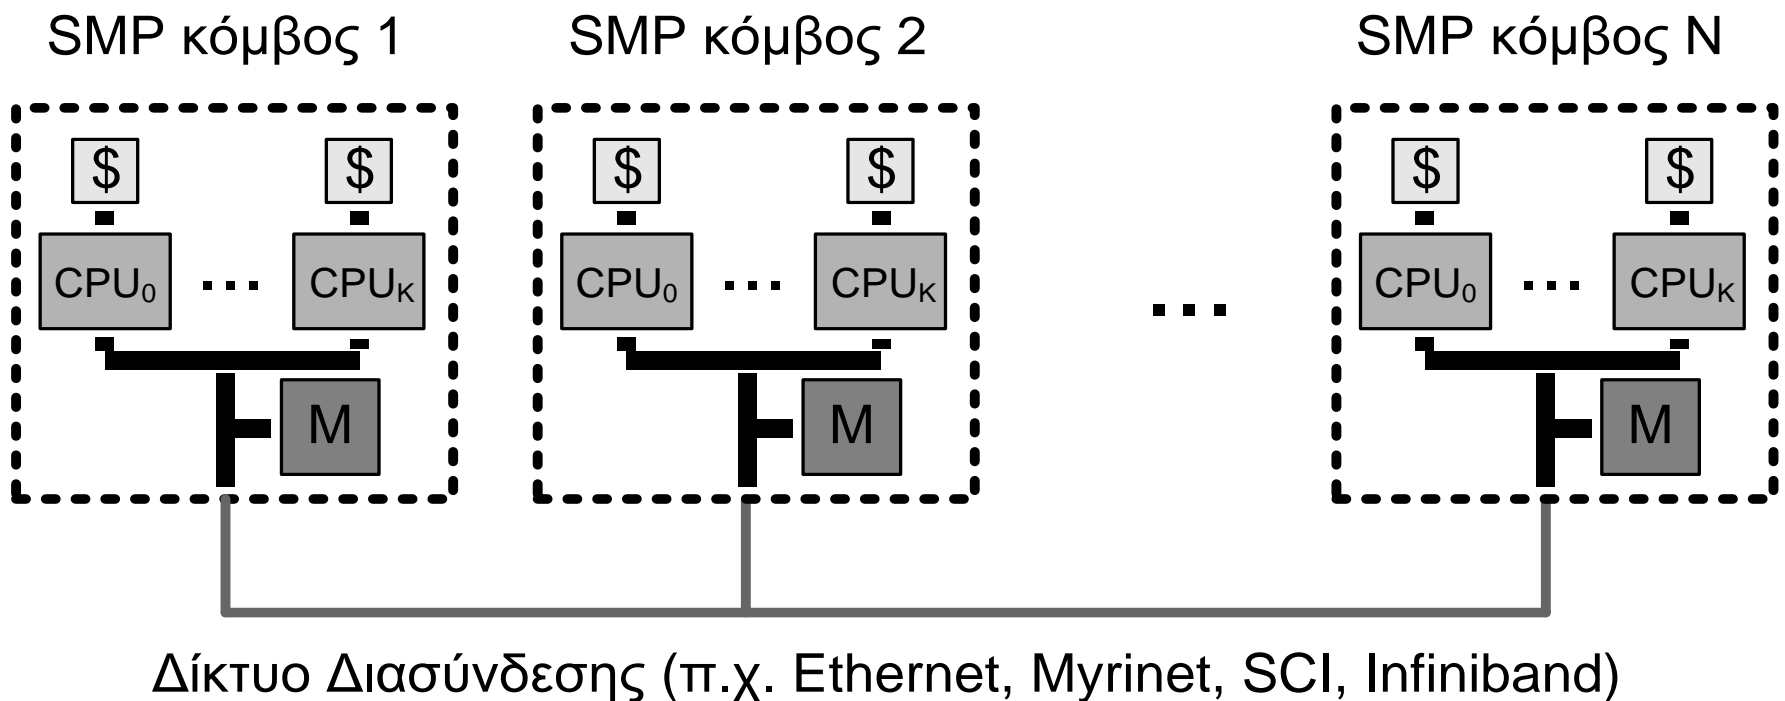 SMP κόμβος 1 SMP κόμβος 2 SMP κόμβος N
$ $ $ $ $ $
CPU0 ... CPUK CPU0 ... CPUK ... CPU0 ... CPUK
M M M
Δίκτυο Διασύνδεσης (π.χ. Ethernet, Myrinet, SCI, Infiniband)